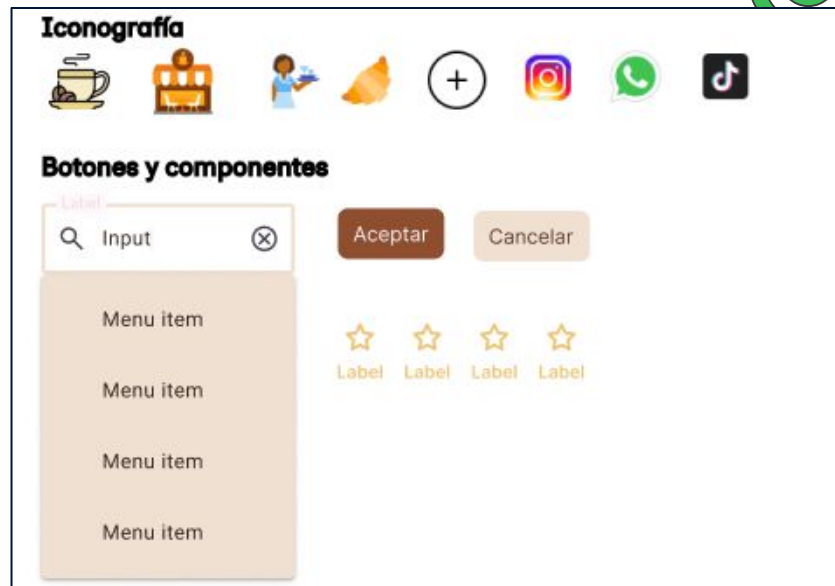 Iconografía
Botones y componentes
Label
Input
Aceptar
Cancelar
Menu item
Menu item
Menu item
Menu item
Label Label Label Label